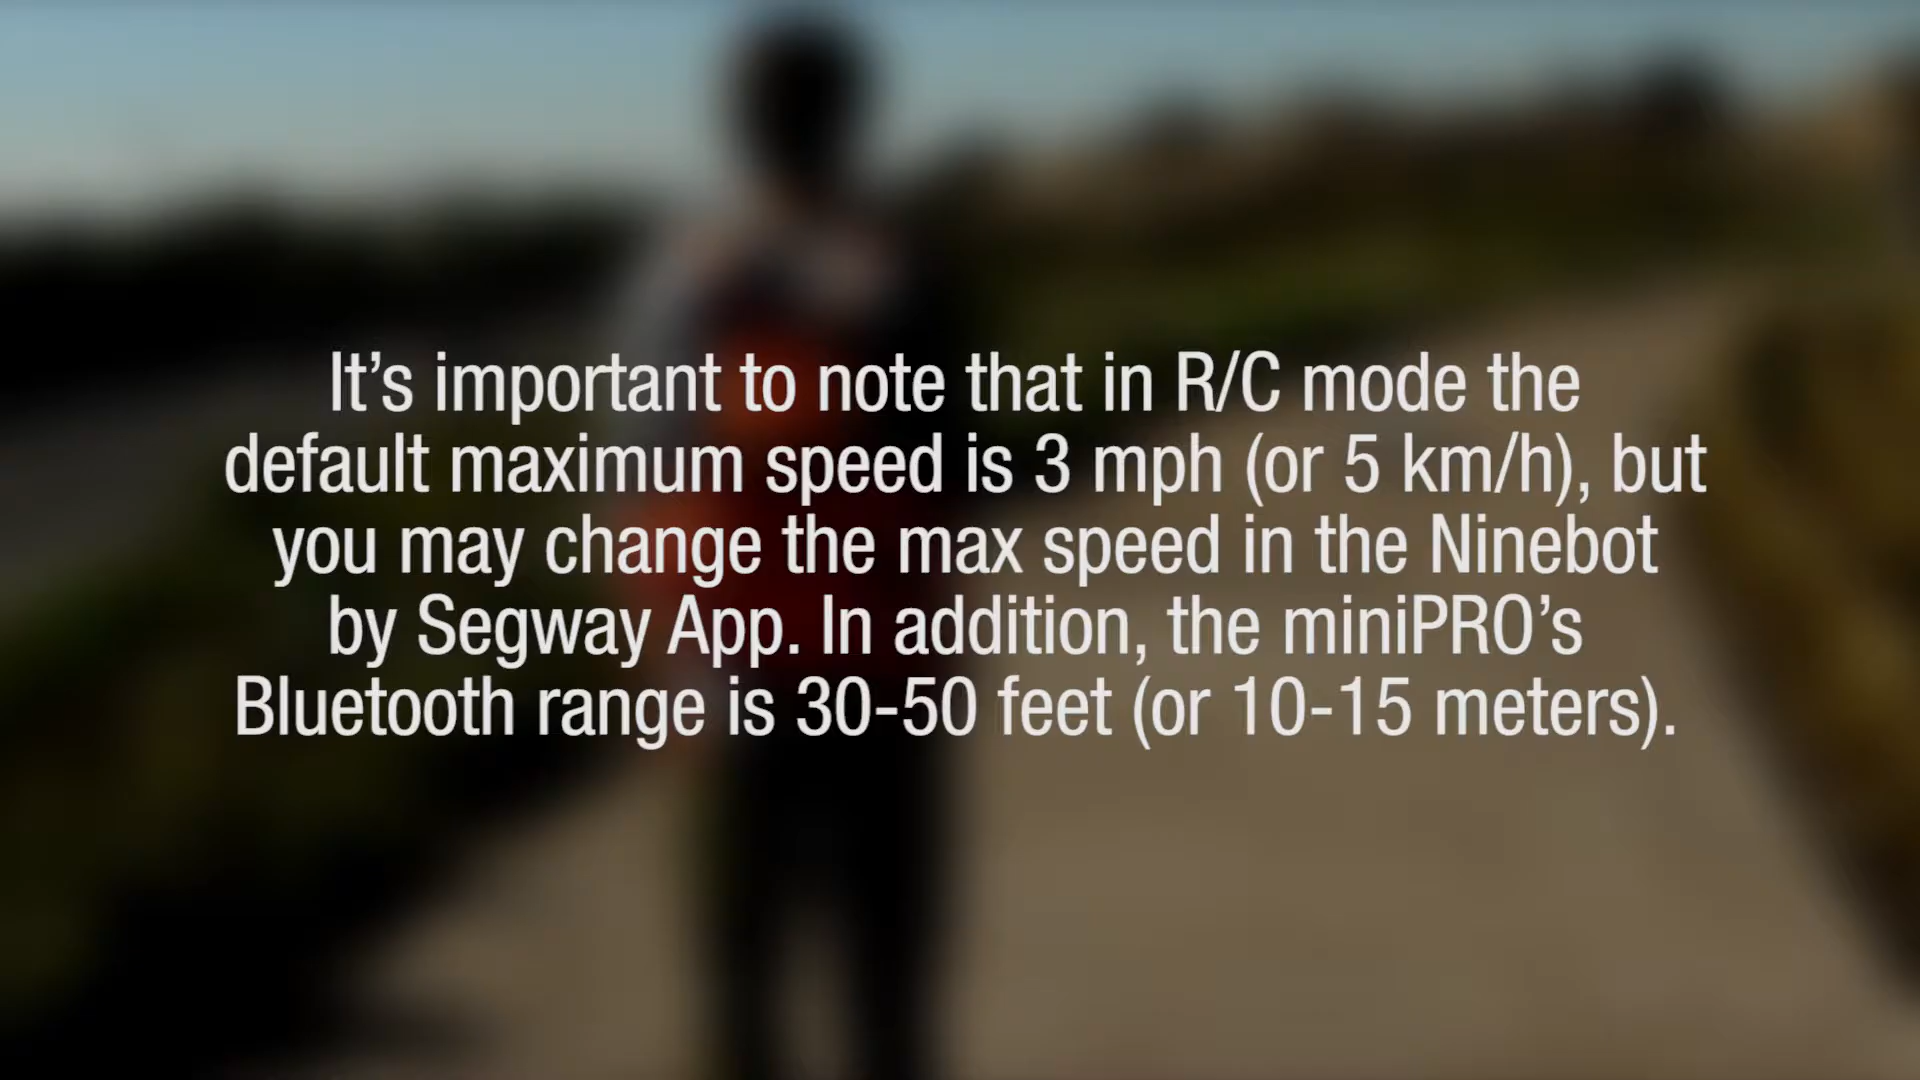 It’s important to note that in R/C mode the
default maximum speed is 3 mph (or 5 km/h), but
you may change the max speed in the Ninebot
by Segway App. In addition, the miniPRO’s
Bluetooth range is 30-50 feet (or 10-15 meters).